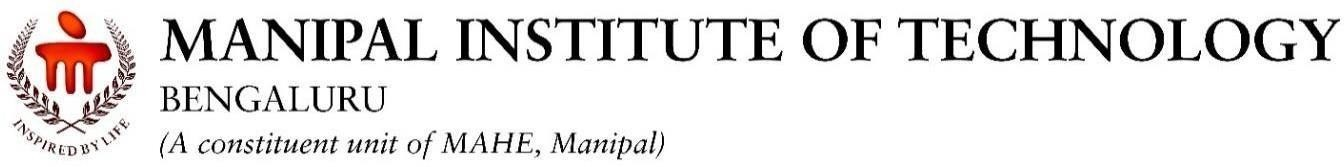 MANIPAL INSTITUTE OF TECHNOLOGY
BENGALURU
(A constituent unit of MAHE, Manipal)
INSPIRED BY LIFE